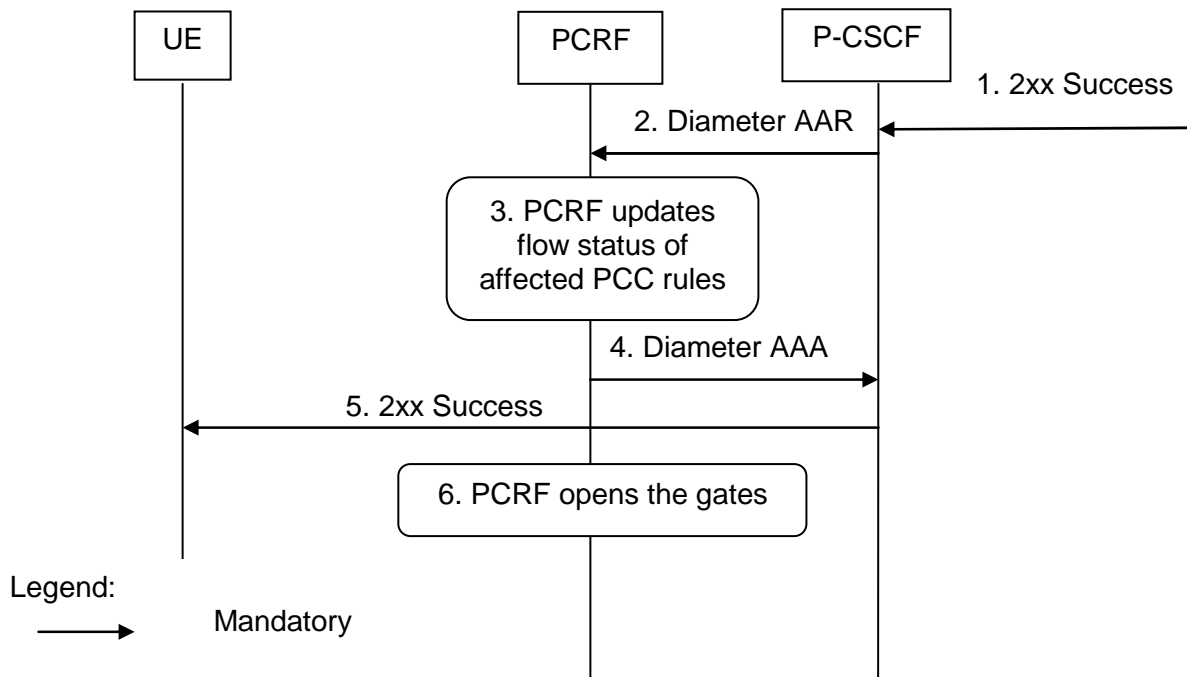 UE
PCRF
P-CSCF
1. 2xx Success
2. Diameter AAR
3. PCRF updates
flow status of
affected PCC rules
4. Diameter AAA
5. 2xx Success
6. PCRF opens the gates
Legend:
Mandatory